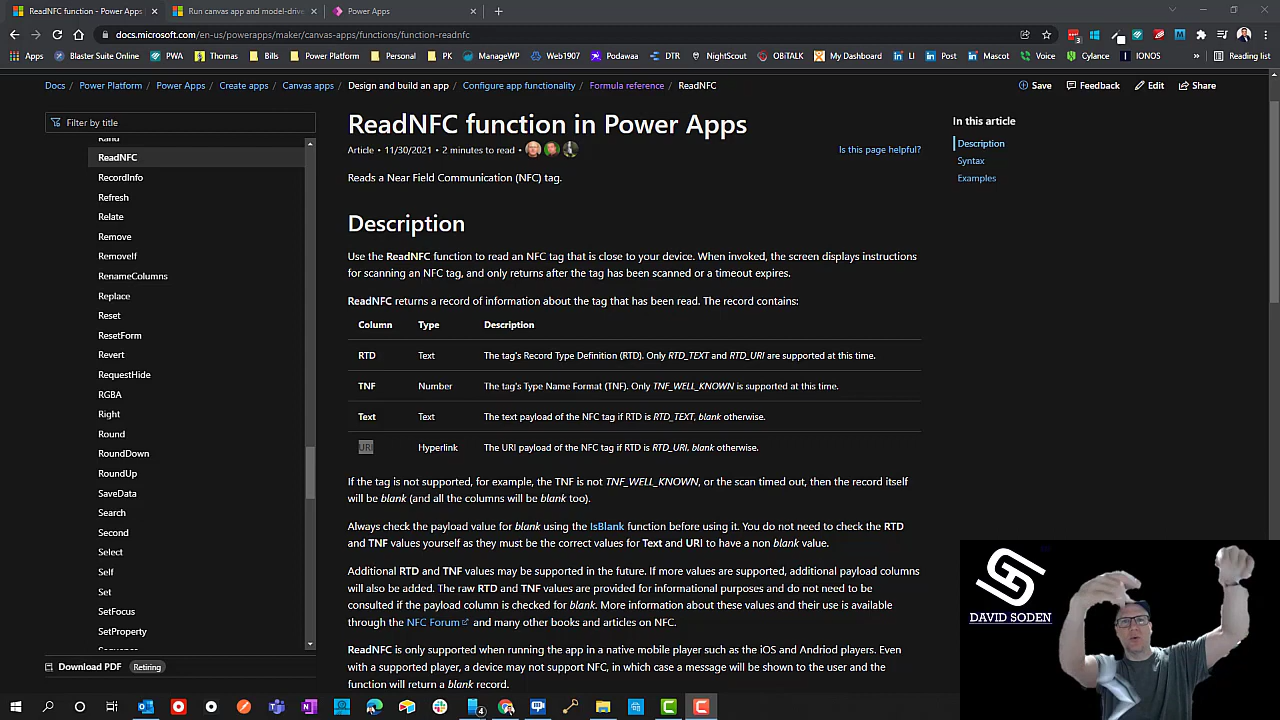 ReadNFC function - Power Apps
Run canvas app and model-drive
Power Apps
docs.microsoft.com/en-us/powerapps/maker/canvas-apps/functions/function-readnfc
Apps
Blaster Suite Online
PWA
Thomas
Bills
Power Platform
Personal
PK
ManageWP
Web1907
Podawaa
DTR
NightScout
OBiTALK
My Dashboard
LI
Post
Mascot
Voice
Cylance
IONOS
Reading list
Docs / Power Platform / Power Apps / Create apps / Canvas apps / Design and build an app / Configure app functionality / Formula reference / ReadNFC
Save
Feedback
Edit
Share
Filter by title
Rand
ReadNFC
RecordInfo
Refresh
Relate
Remove
RemoveIf
RenameColumns
Replace
Reset
ResetForm
Revert
RequestHide
RGBA
Right
Round
RoundDown
RoundUp
SaveData
Search
Second
Select
Self
Set
SetFocus
SetProperty
Sequence
Download PDF
Retiring
ReadNFC function in Power Apps
Article • 11/30/2021 • 2 minutes to read •
Is this page helpful?
Reads a Near Field Communication (NFC) tag.
Description
Use the ReadNFC function to read an NFC tag that is close to your device. When invoked, the screen displays instructions
for scanning an NFC tag, and only returns after the tag has been scanned or a timeout expires.
ReadNFC returns a record of information about the tag that has been read. The record contains:
Column Type Description
RTD Text The tag's Record Type Definition (RTD). Only RTD_TEXT and RTD_URI are supported at this time.
TNF Number The tag's Type Name Format (TNF). Only TNF_WELL_KNOWN is supported at this time.
Text Text The text payload of the NFC tag if RTD is RTD_TEXT, blank otherwise.
URI Hyperlink The URI payload of the NFC tag if RTD is RTD_URI, blank otherwise.
If the tag is not supported, for example, the TNF is not TNF_WELL_KNOWN, or the scan timed out, then the record itself
will be blank (and all the columns will be blank too).
Always check the payload value for blank using the IsBlank function before using it. You do not need to check the RTD
and TNF values yourself as they must be the correct values for Text and URI to have a non blank value.
Additional RTD and TNF values may be supported in the future. If more values are supported, additional payload columns
will also be added. The raw RTD and TNF values are provided for informational purposes and do not need to be
consulted if the payload column is checked for blank. More information about these values and their use is available
through the NFC Forum and many other books and articles on NFC.
ReadNFC is only supported when running the app in a native mobile player such as the iOS and Andriod players. Even
with a supported player, a device may not support NFC, in which case a message will be shown to the user and the
function will return a blank record.
In this article
Description
Syntax
Examples
DAVID SODEN
4